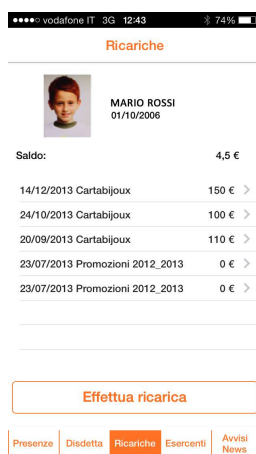 vodafone IT 3G 12:43 74%
Ricariche
MARIO ROSSI
01/10/2006
Saldo: 4,5 €
14/12/2013 Cartabijoux 150 €
24/10/2013 Cartabijoux 100 €
20/09/2013 Cartabijoux 110 €
23/07/2013 Promozioni 2012_2013 0 €
23/07/2013 Promozioni 2012_2013 0 €
Effettua ricarica
Presenze Disdetta Ricariche Esercenti Avvisi
News